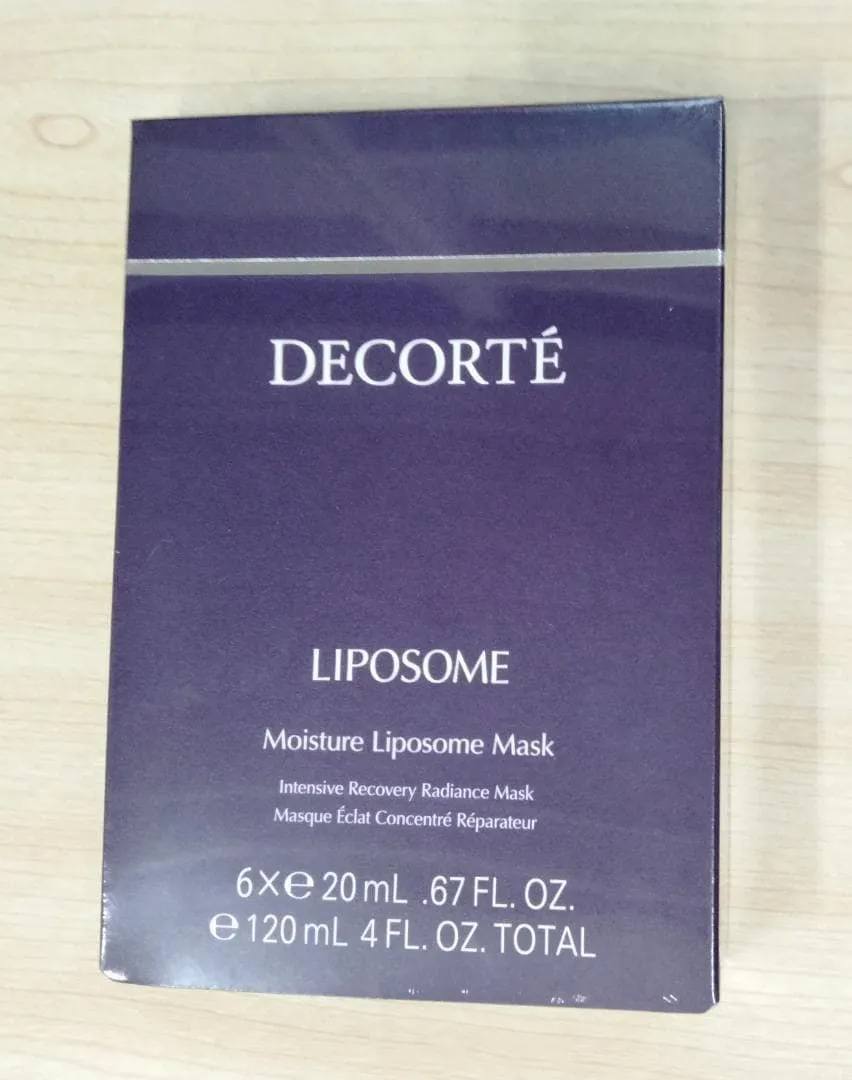 DECORTÉ
LIPOSOME
Moisture Liposome Mask
Intensive Recovery Radiance Mask
Masque Éclat Concentré Réparateur
6×℮ 20 mL .67 FL. OZ.
℮ 120 mL 4 FL. OZ. TOTAL